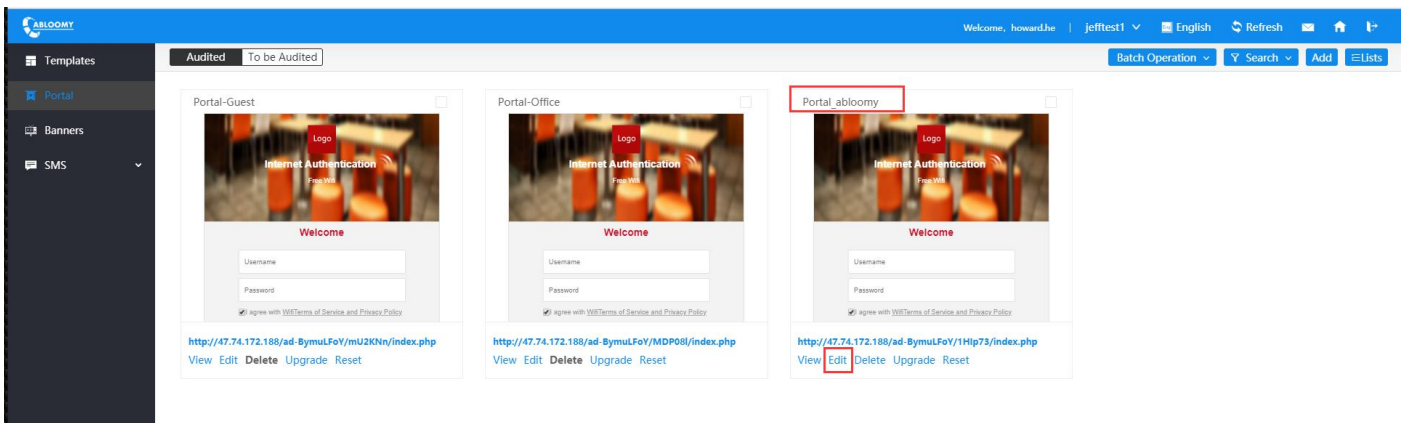 ABLOOMY
Welcome, howard.he | jefftest1 English Refresh
Templates
Portal
Banners
SMS
Audited To be Audited
Batch Operation Search Add Lists
Portal-Guest
Logo
Internet Authentication
Free Wifi
Welcome
Username
Password
I agree with WifiTerms of Service and Privacy Policy
http://47.74.172.188/ad-BymuLFoY/mU2KNn/index.php
View Edit Delete Upgrade Reset
Portal-Office
Logo
Internet Authentication
Free Wifi
Welcome
Username
Password
I agree with WifiTerms of Service and Privacy Policy
http://47.74.172.188/ad-BymuLFoY/MDP08l/index.php
View Edit Delete Upgrade Reset
Portal_abloomy
Logo
Internet Authentication
Free Wifi
Welcome
Username
Password
I agree with WifiTerms of Service and Privacy Policy
http://47.74.172.188/ad-BymuLFoY/1HIp73/index.php
View Edit Delete Upgrade Reset